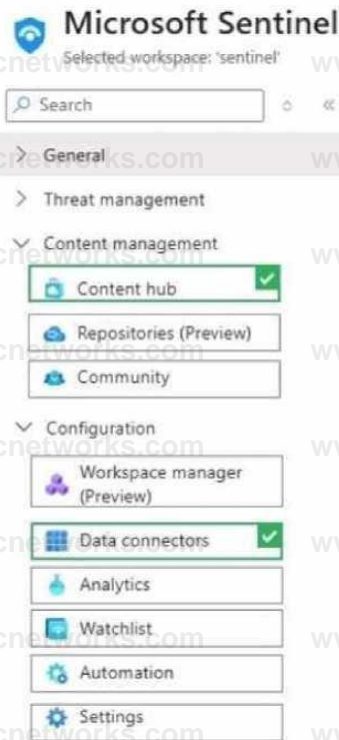 Microsoft Sentinel
Selected workspace: 'sentinel'
Search
General
Threat management
Content management
Content hub
Repositories (Preview)
Community
Configuration
Workspace manager
(Preview)
Data connectors
Analytics
Watchlist
Automation
Settings